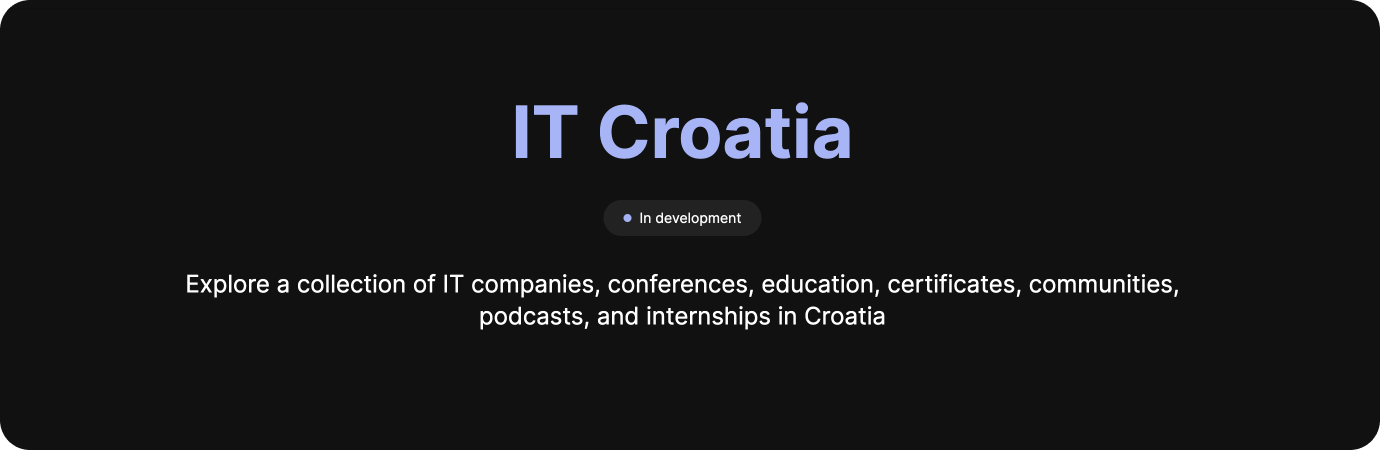 IT Croatia
In development
Explore a collection of IT companies, conferences, education, certificates, communities,
podcasts, and internships in Croatia